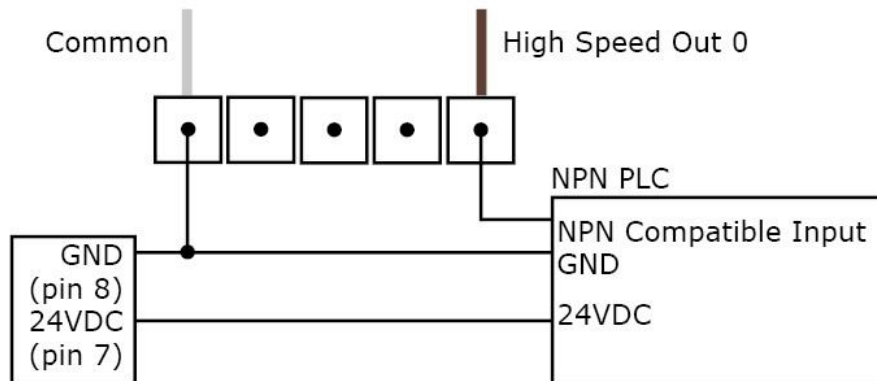 Common
High Speed Out 0
NPN PLC
NPN Compatible Input
GND
24VDC
GND
(pin 8)
24VDC
(pin 7)